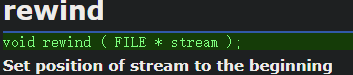 rewind
void rewind ( FILE * stream );
Set position of stream to the beginning